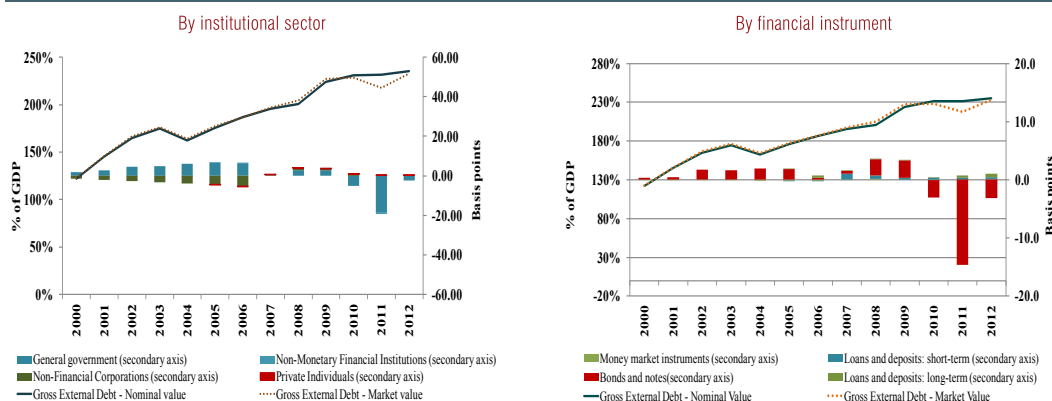 By institutional sector
250%
200%
150%
100%
50%
0%
% of GDP
60.00
40.00
20.00
0.00
-20.00
-40.00
-60.00
Basis points
2000 2001 2002 2003 2004 2005 2006 2007 2008 2009 2010 2011 2012
General government (secondary axis) Non-Monetary Financial Institutions (secondary axis)
Non-Financial Corporations (secondary axis) Private Individuals (secondary axis)
Gross External Debt - Nominal value Gross External Debt - Market value
By financial instrument
280%
230%
180%
130%
80%
30%
-20%
% of GDP
20.0
10.0
0.0
-10.0
-20.0
Basis points
2000 2001 2002 2003 2004 2005 2006 2007 2008 2009 2010 2011 2012
Money market instruments (secondary axis) Loans and deposits: short-term (secondary axis)
Bonds and notes(secondary axis) Loans and deposits: long-term (secondary axis)
Gross External Debt - Nominal Value Gross External Debt - Market Value